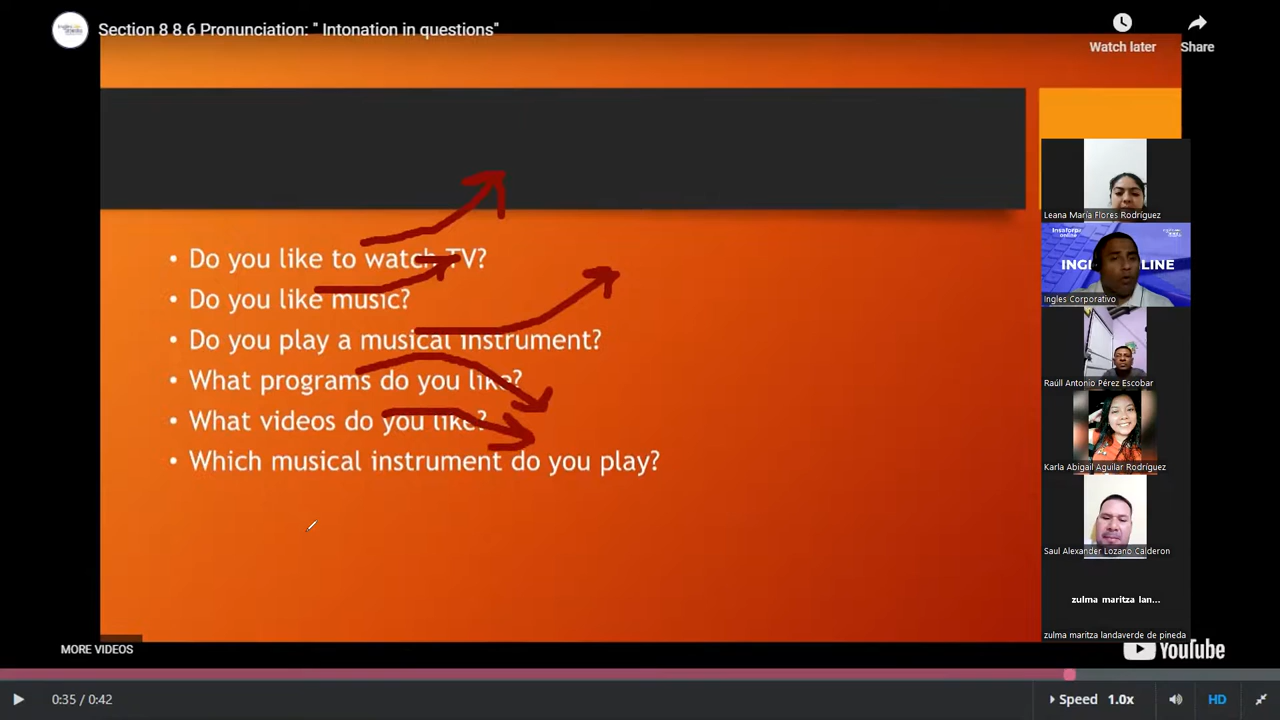 Section 8 8.6 Pronunciation: " Intonation in questions"
Watch later
Share
• Do you like to watch TV?
• Do you like music?
• Do you play a musical instrument?
• What programs do you like?
• What videos do you like?
• Which musical instrument do you play?
Leana Maria Flores Rodríguez
INGL
LINE
Ingles Corporativo
Raúll Antonio Pérez Escobar
Karla Abigail Aguilar Rodríguez
Saul Alexander Lozano Calderon
zulma maritza lan...
zulma maritza landaverde de pineda
MORE VIDEOS
YouTube
0:35 / 0:42
Speed 1.0x
HD